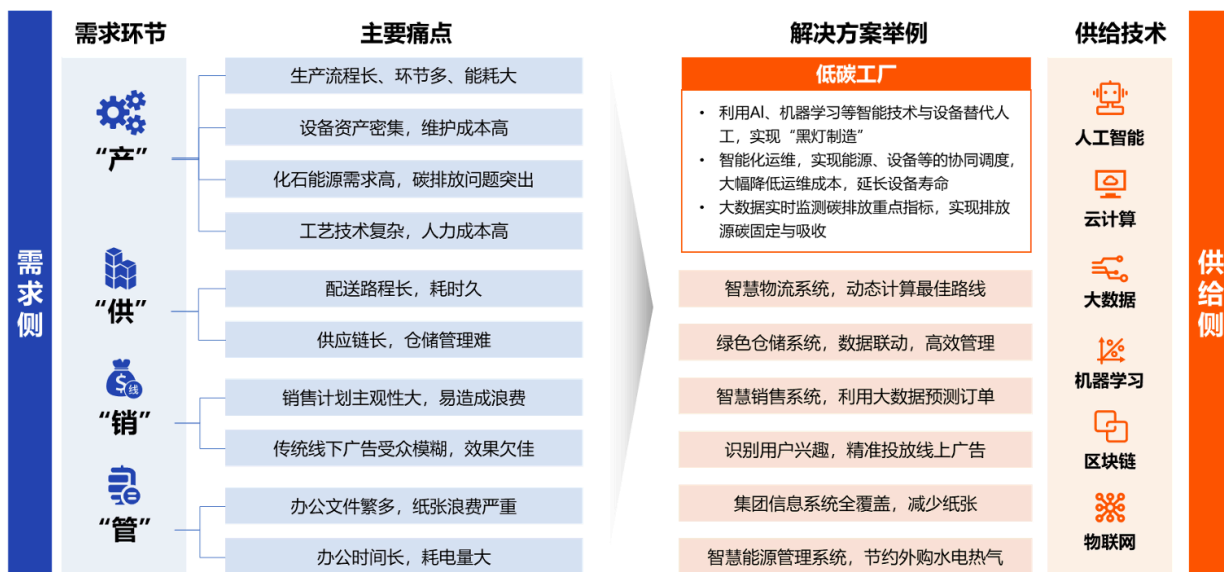 需求环节
主要痛点
解决方案举例
供给技术
需求侧
“产”
生产流程长、环节多、能耗大
设备资产密集，维护成本高
化石能源需求高，碳排放问题突出
工艺技术复杂，人力成本高
“供”
配送路程长，耗时久
供应链长，仓储管理难
$
线
“销”
销售计划主观性大，易造成浪费
传统线下广告受众模糊，效果欠佳
“管”
办公文件繁多，纸张浪费严重
办公时间长，耗电量大
低碳工厂
• 利用AI、机器学习等智能技术与设备替代人
工，实现“黑灯制造”
• 智能化运维，实现能源、设备等的协同调度，
大幅降低运维成本，延长设备寿命
• 大数据实时监测碳排放重点指标，实现排放
源碳固定与吸收
智慧物流系统，动态计算最佳路线
绿色仓储系统，数据联动，高效管理
智慧销售系统，利用大数据预测订单
识别用户兴趣，精准投放线上广告
集团信息系统全覆盖，减少纸张
智慧能源管理系统，节约外购水电热气
人工智能
云计算
大数据
机器学习
区块链
物联网
供给侧